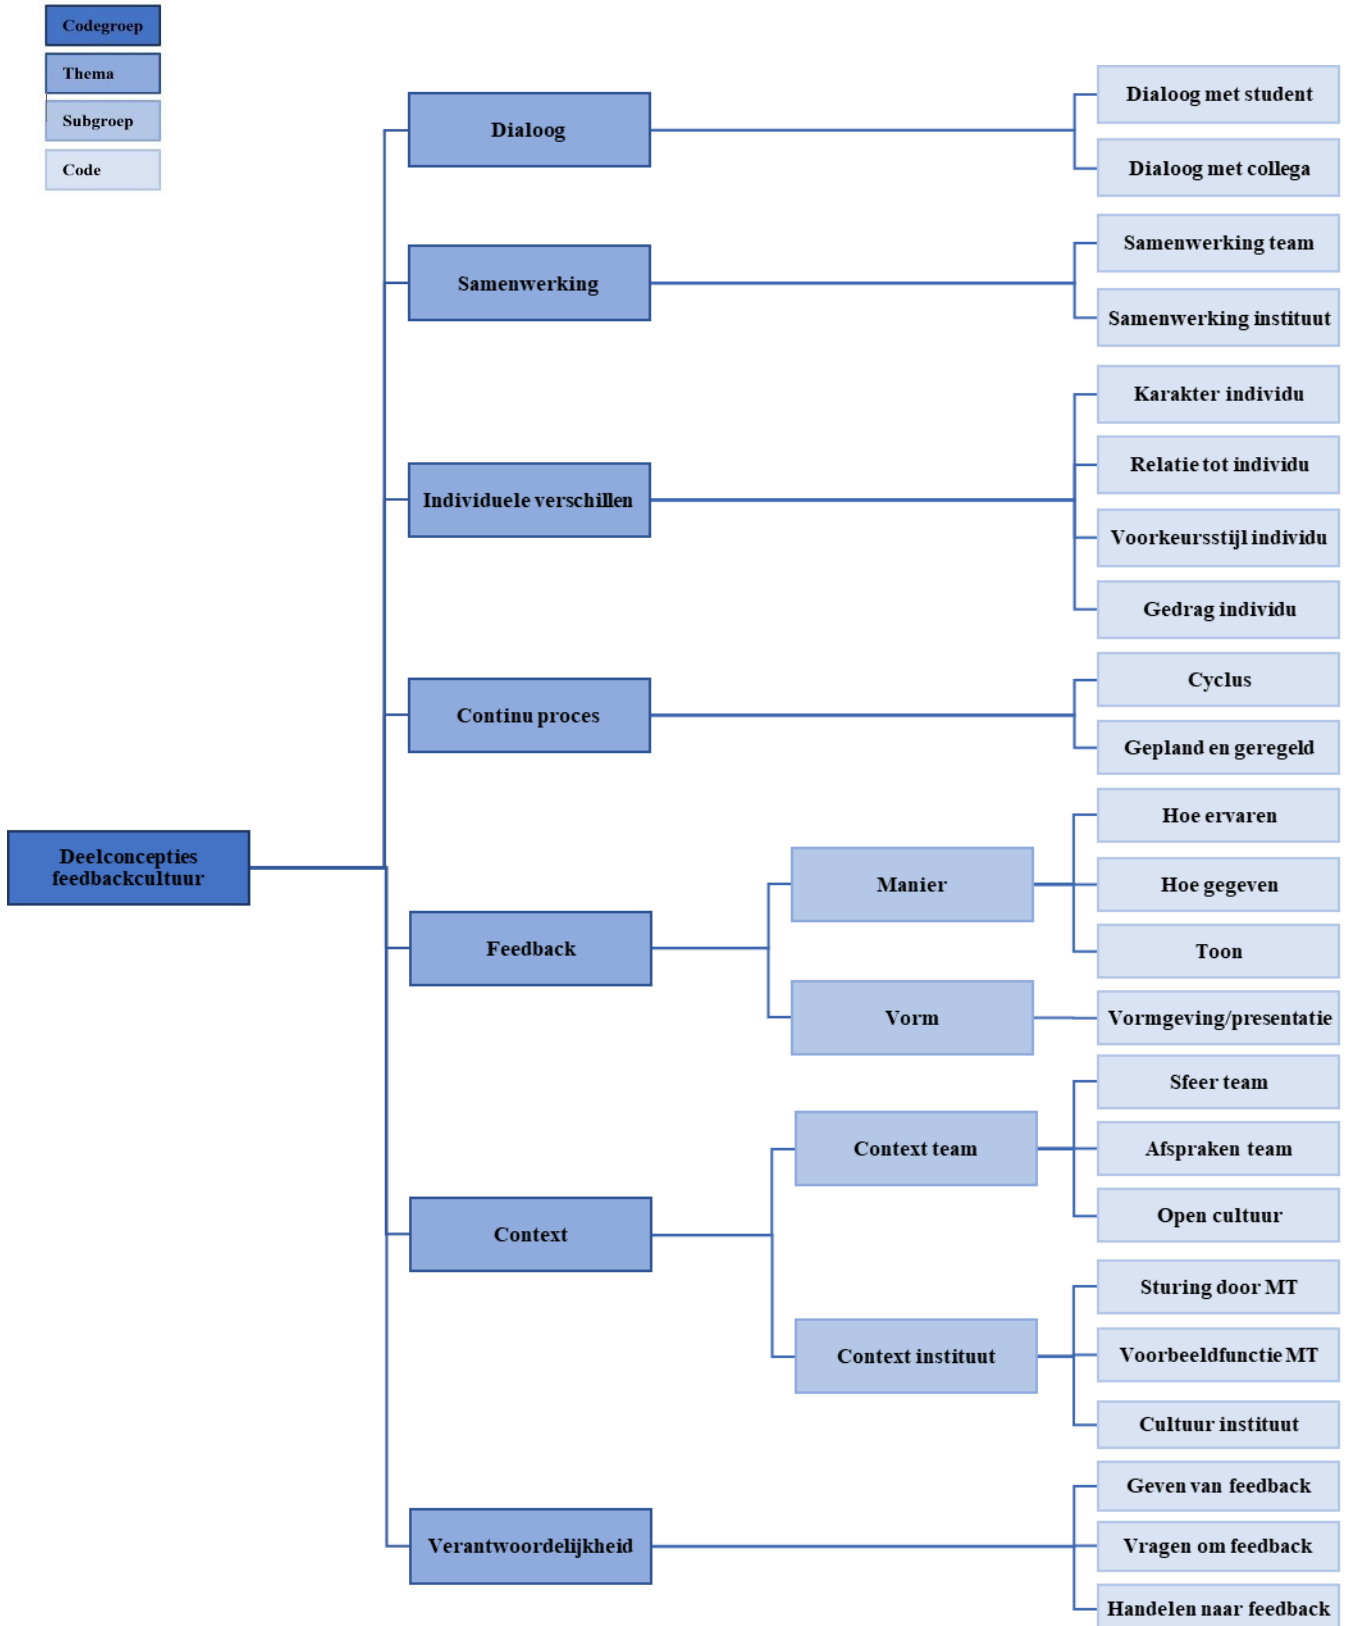 Codegroep
Thema
Subgroep
Code
Deelconcepties
feedbackcultuur
Dialoog
Dialoog met student
Dialoog met collega
Samenwerking
Samenwerking team
Samenwerking instituut
Individuele verschillen
Karakter individu
Relatie tot individu
Voorkeursstijl individu
Gedrag individu
Continu proces
Cyclus
Gepland en geregeld
Feedback
Manier
Hoe ervaren
Hoe gegeven
Toon
Vorm
Vormgeving/presentatie
Context
Context team
Sfeer team
Afspraken team
Open cultuur
Context instituut
Sturing door MT
Voorbeeldfunctie MT
Cultuur instituut
Verantwoordelijkheid
Geven van feedback
Vragen om feedback
Handelen naar feedback